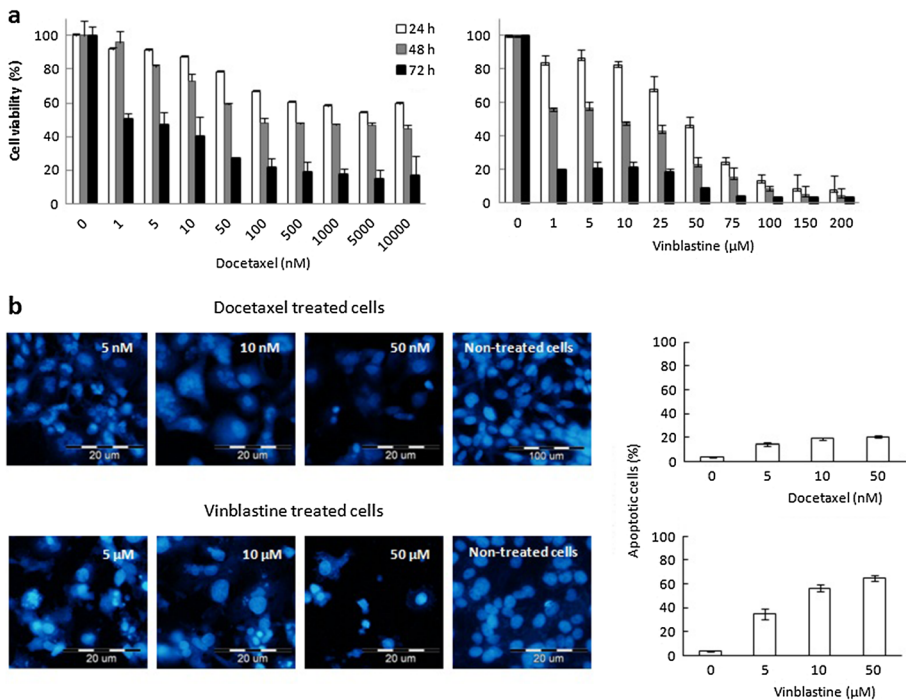 a
24 h
48 h
72 h
Cell viability (%)
100
80
60
40
20
0
0 1 5 10 50 100 500 1000 5000 10000
Docetaxel (nM)
100
80
60
40
20
0
0 1 5 10 25 50 75 100 150 200
Vinblastine (µM)
b
Docetaxel treated cells
5 nM
20 um
10 nM
20 um
50 nM
20 um
Non-treated cells
100 um
Vinblastine treated cells
5 µM
20 um
10 µM
20 um
50 µM
20 um
Non-treated cells
20 um
Apoptotic cells (%)
100
80
60
40
20
0
0 5 10 50
Docetaxel (nM)
100
80
60
40
20
0
0 5 10 50
Vinblastine (µM)